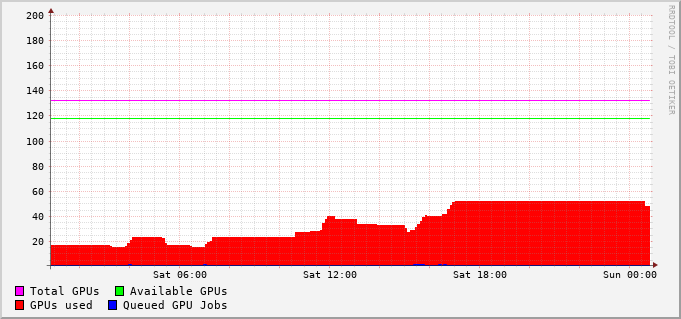 200
180
160
140
120
100
80
60
40
20
Sat 06:00 Sat 12:00 Sat 18:00 Sun 00:00
Total GPUs Available GPUs
GPUs used Queued GPU Jobs
RRDTOOL / TOBI OETIKER